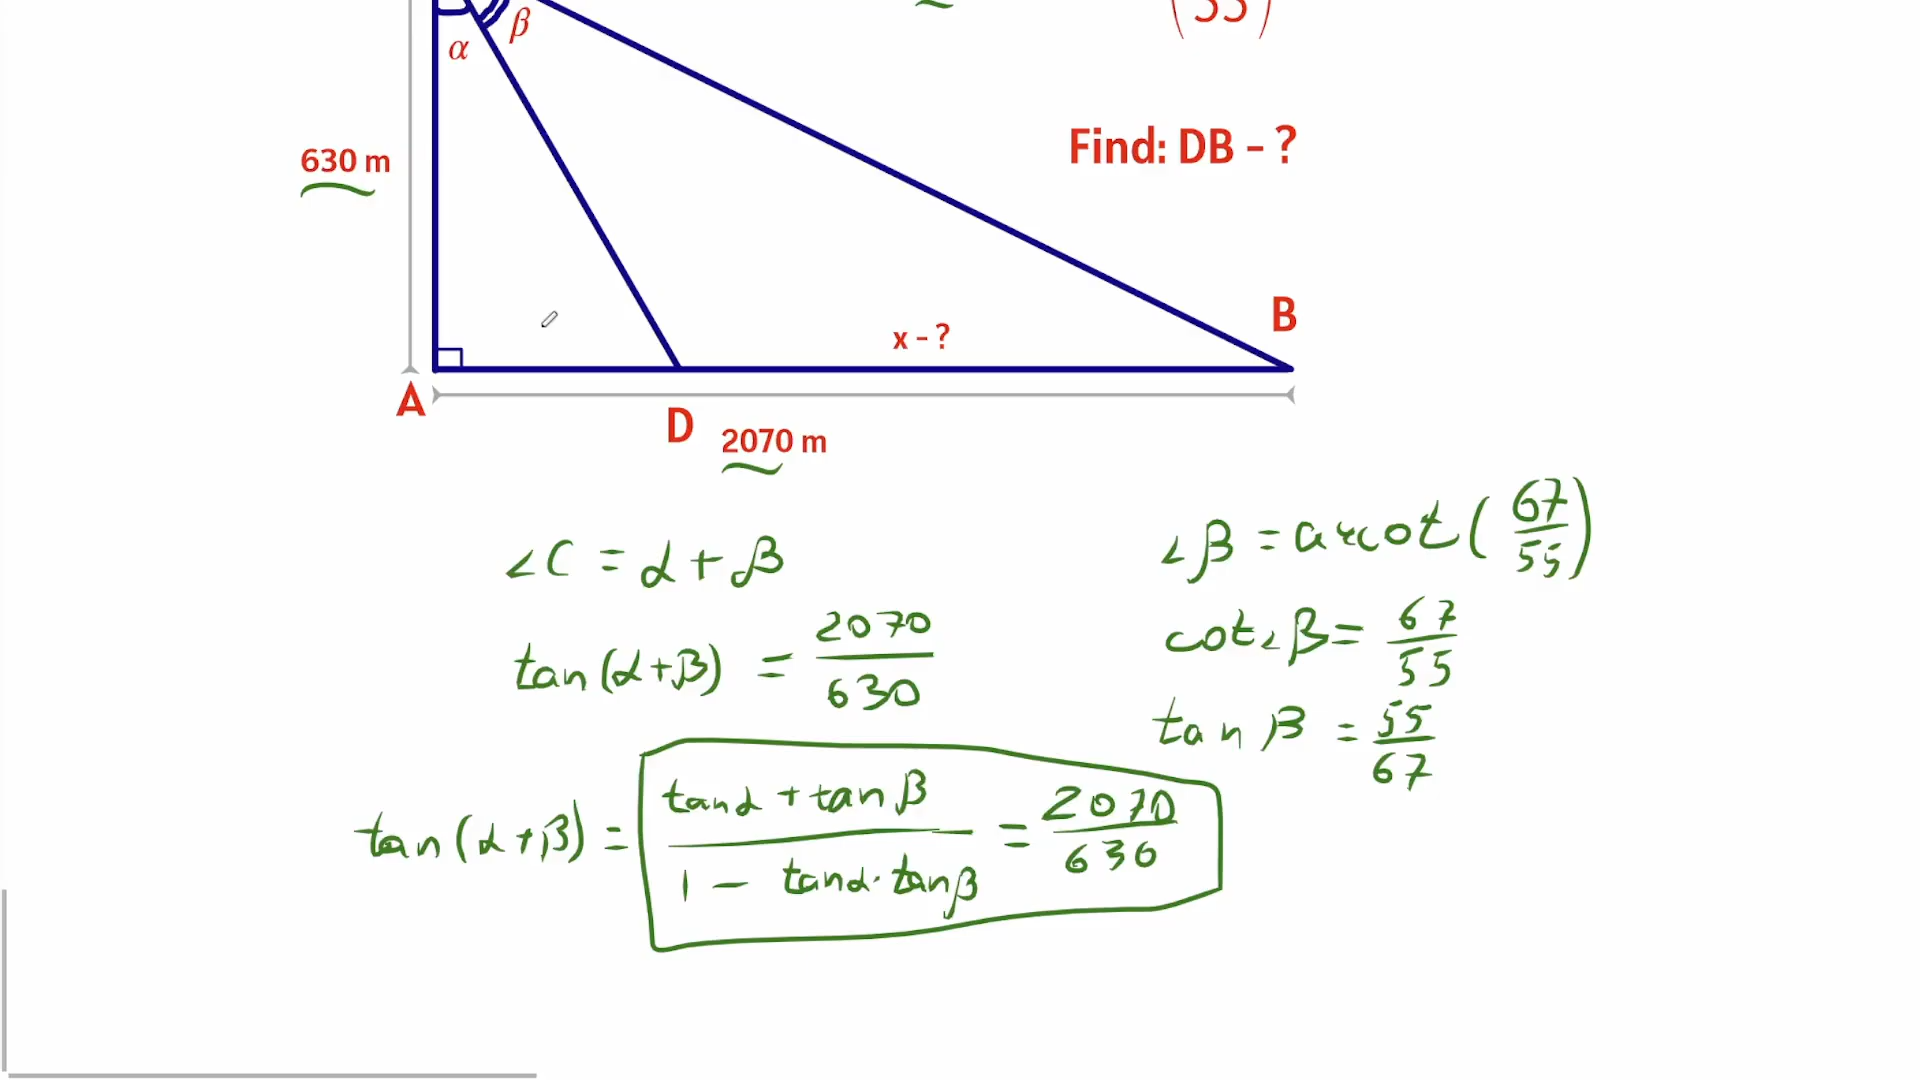 β
α
630 m
Find: DB - ?
x - ?
B
A
D
2070 m
∠C = α + β
tan(α+β) = 2070/630
tan(α+β) = (tanα + tanβ)/(1 - tanα · tanβ) = 2070/630
∠β = arccot(67/55)
cot∠β = 67/55
tan β = 55/67